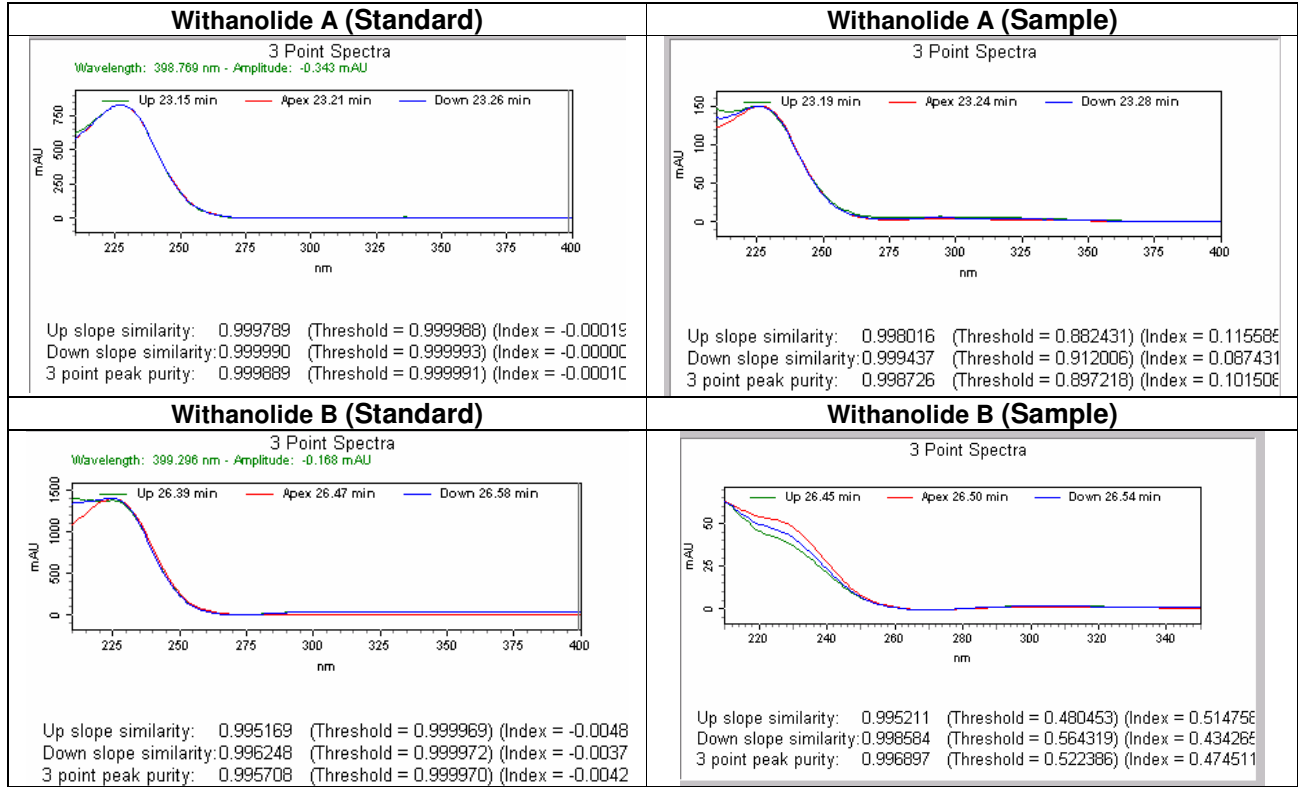 Withanolide A (Standard)
3 Point Spectra
Wavelength: 398.769 nm - Amplitude: -0.343 mAU
Up 23.15 min Apex 23.21 min Down 23.26 min
mAU
750
500
250
0
225 250 275 300 325 350 375 400
nm
Up slope similarity: 0.999789 (Threshold = 0.999988) (Index = -0.00019
Down slope similarity: 0.999990 (Threshold = 0.999993) (Index = -0.00000
3 point peak purity: 0.999889 (Threshold = 0.999991) (Index = -0.00010
Withanolide A (Sample)
3 Point Spectra
Up 23.19 min Apex 23.24 min Down 23.28 min
mAU
150
100
50
0
225 250 275 300 325 350 375 400
nm
Up slope similarity: 0.998016 (Threshold = 0.882431) (Index = 0.115585
Down slope similarity: 0.999437 (Threshold = 0.912006) (Index = 0.087431
3 point peak purity: 0.998726 (Threshold = 0.897218) (Index = 0.101508
Withanolide B (Standard)
3 Point Spectra
Wavelength: 399.296 nm - Amplitude: -0.168 mAU
Up 26.39 min Apex 26.47 min Down 26.58 min
mAU
1500
1000
500
0
225 250 275 300 325 350 375 400
nm
Up slope similarity: 0.995169 (Threshold = 0.999969) (Index = -0.0048
Down slope similarity: 0.996248 (Threshold = 0.999972) (Index = -0.0037
3 point peak purity: 0.995708 (Threshold = 0.999970) (Index = -0.0042
Withanolide B (Sample)
3 Point Spectra
Up 26.45 min Apex 26.50 min Down 26.54 min
mAU
50
25
0
220 240 260 280 300 320 340
nm
Up slope similarity: 0.995211 (Threshold = 0.480453) (Index = 0.514758
Down slope similarity: 0.998584 (Threshold = 0.564319) (Index = 0.434265
3 point peak purity: 0.996897 (Threshold = 0.522386) (Index = 0.474511